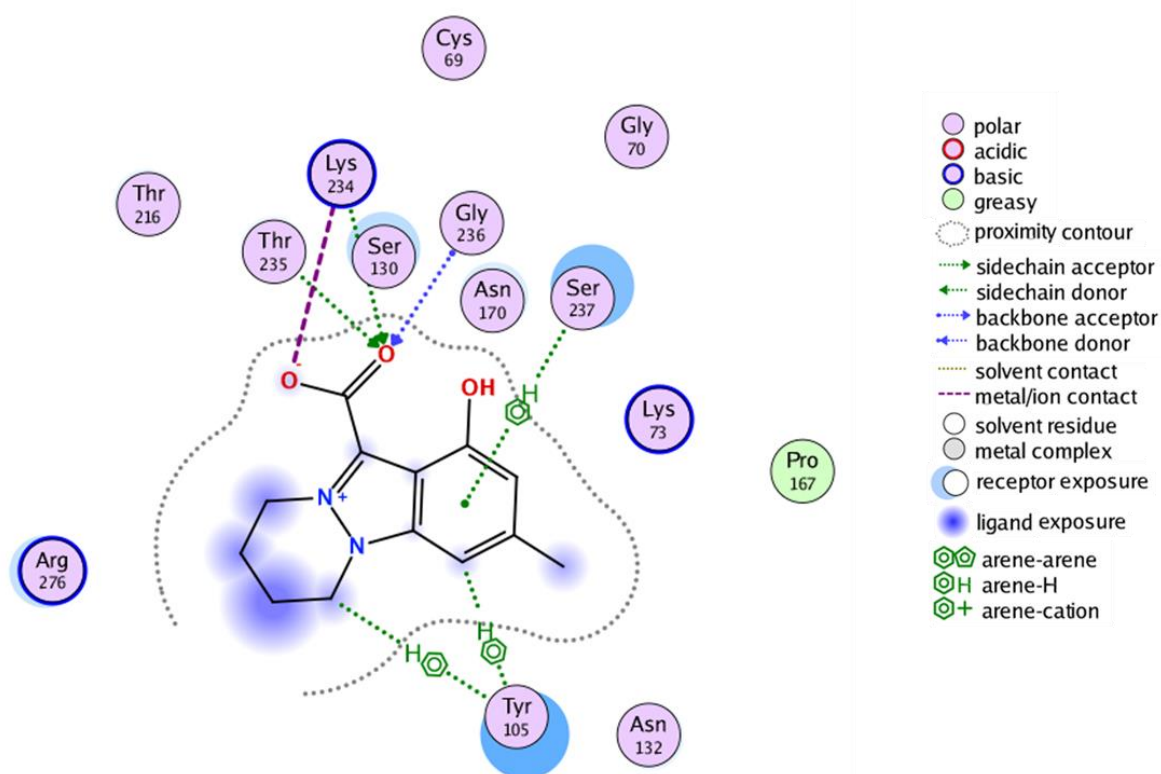 Cys
69
Gly
70
Lys
234
Thr
216
Gly
236
Thr
235
Ser
130
Asn
170
Ser
237
O
O-
OH
H
Lys
73
Pro
167
N+
N
Arg
276
H
H
Tyr
105
Asn
132
polar
acidic
basic
greasy
proximity contour
sidechain acceptor
sidechain donor
backbone acceptor
backbone donor
solvent contact
metal/ion contact
solvent residue
metal complex
receptor exposure
ligand exposure
arene-arene
H arene-H
+ arene-cation